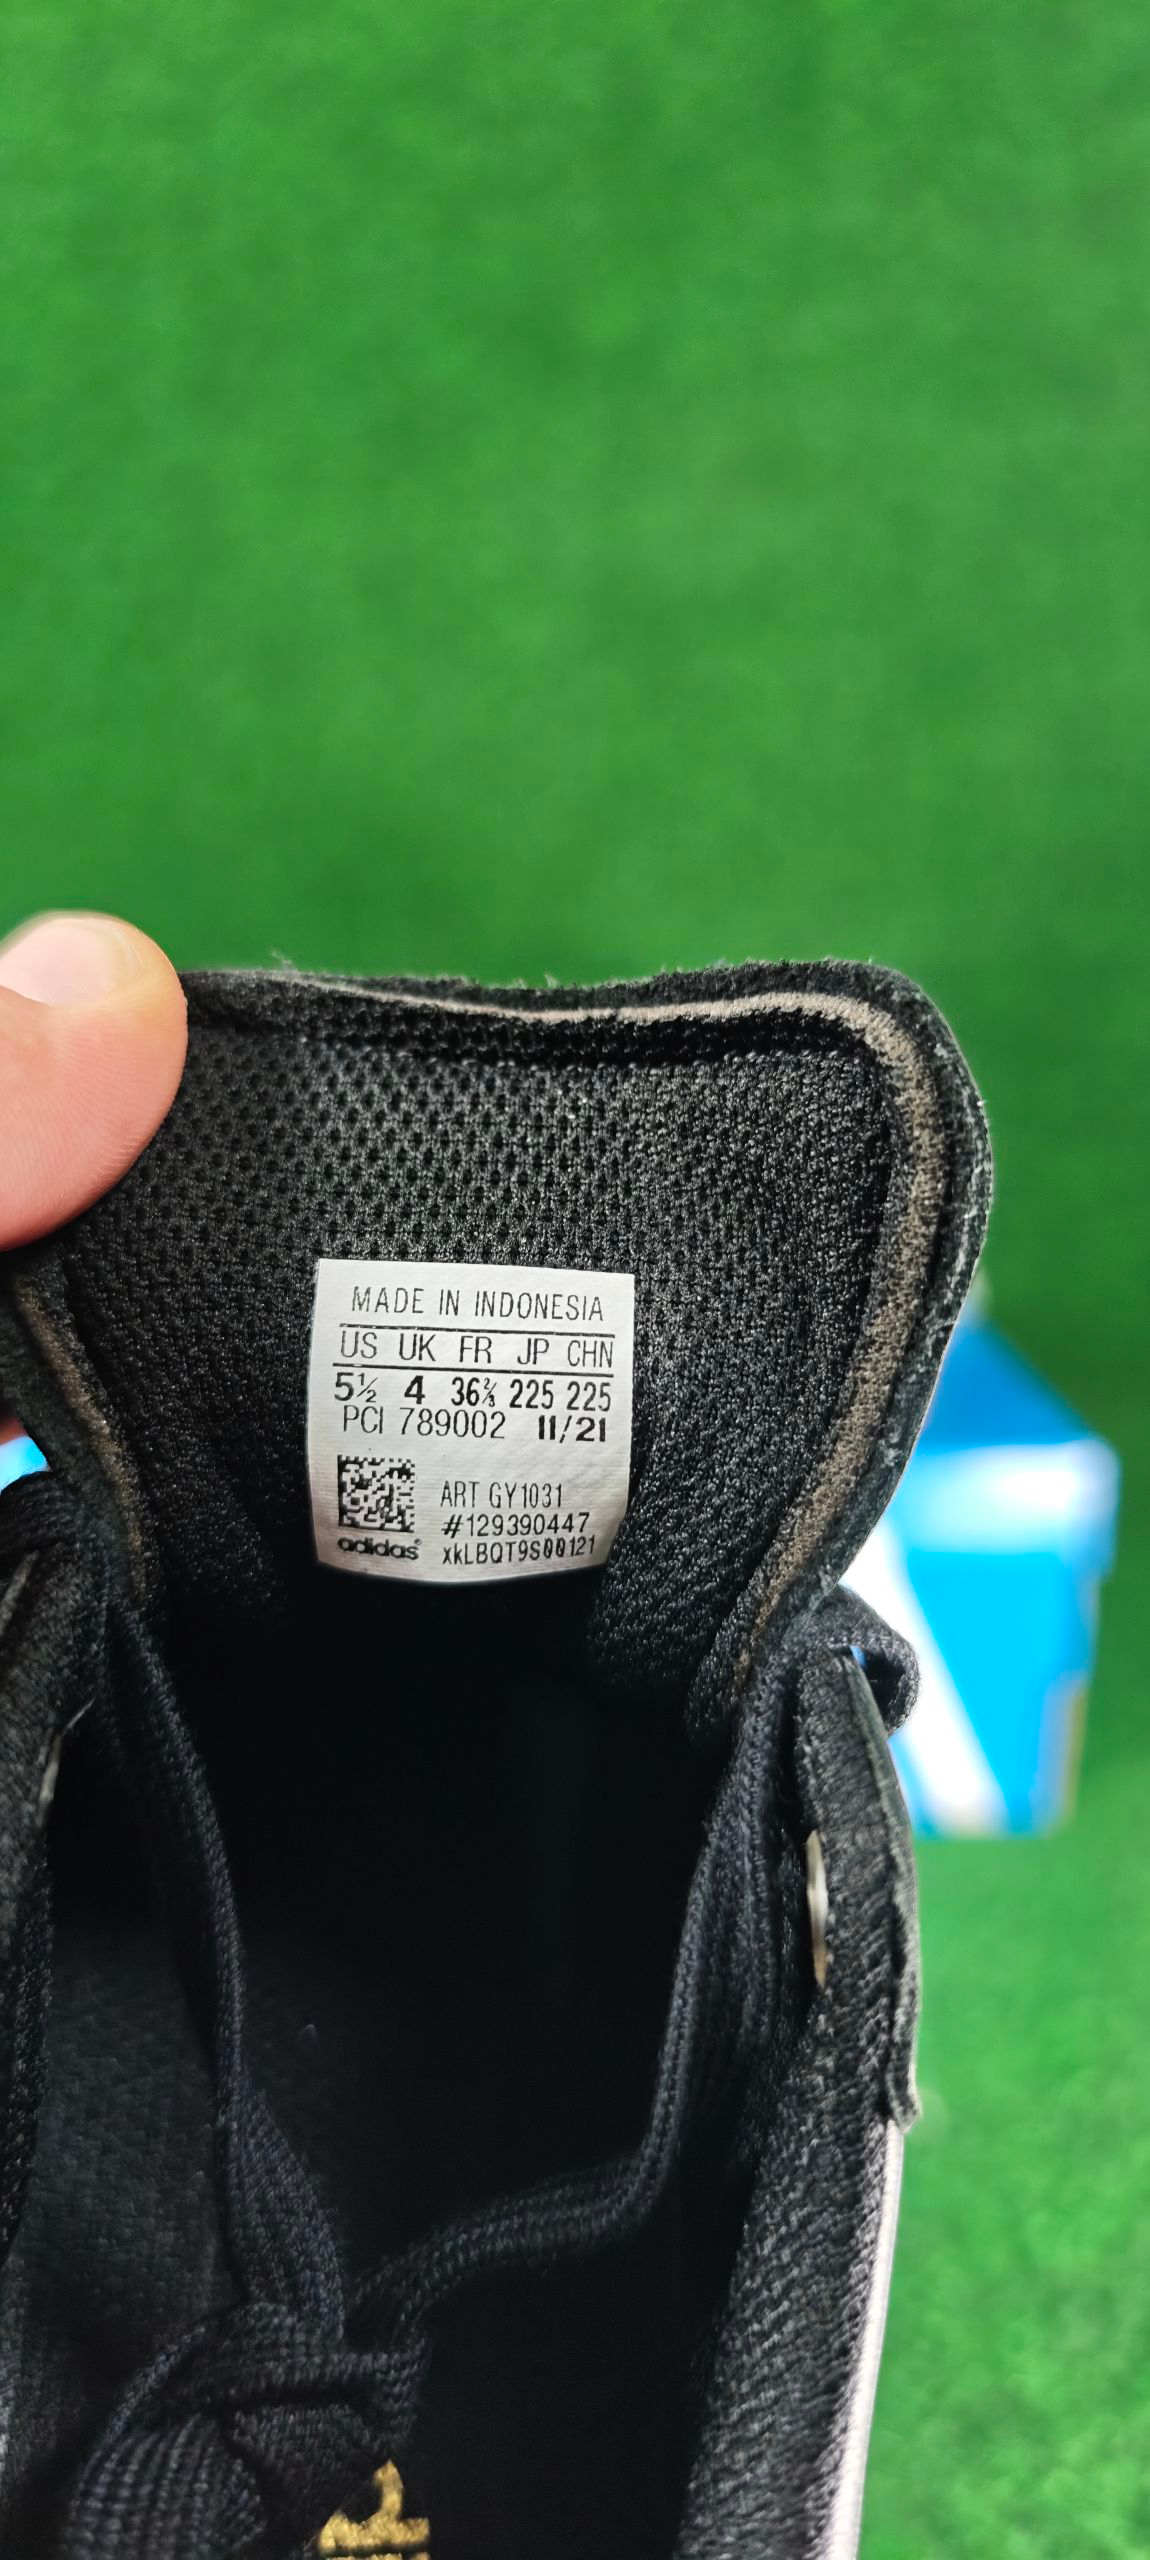 MADE IN INDONESIA
US UK FR JP CHN
5½ 4 36⅔ 225 225
PCI 789002 11/21
ART GY1031
#129390447
adidas® xkLBQT9S00121